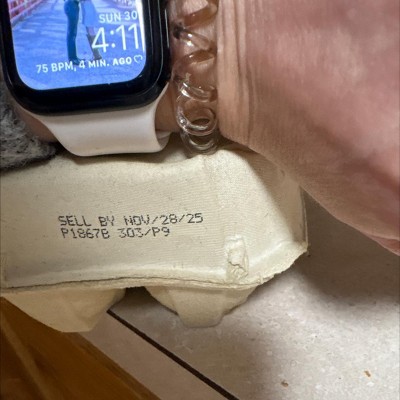 SUN 30
4:11
75 BPM, 4 MIN. AGO
SELL BY NOV/28/25
P1867B 303/P9